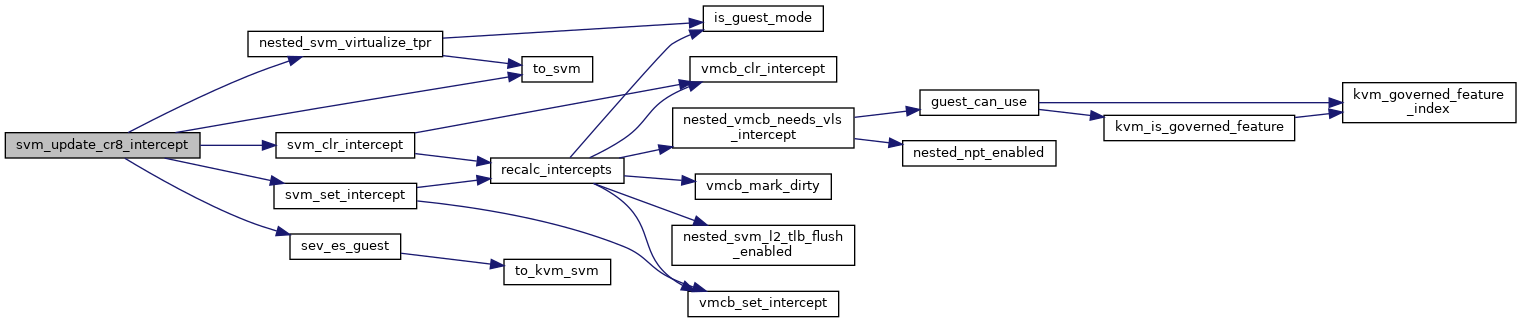 svm_update_cr8_intercept
nested_svm_virtualize_tpr
svm_clr_intercept
svm_set_intercept
sev_es_guest
is_guest_mode
to_svm
recalc_intercepts
to_kvm_svm
vmcb_clr_intercept
nested_vmcb_needs_vls
_intercept
vmcb_mark_dirty
nested_svm_l2_tlb_flush
_enabled
vmcb_set_intercept
guest_can_use
nested_npt_enabled
kvm_is_governed_feature
kvm_governed_feature
_index